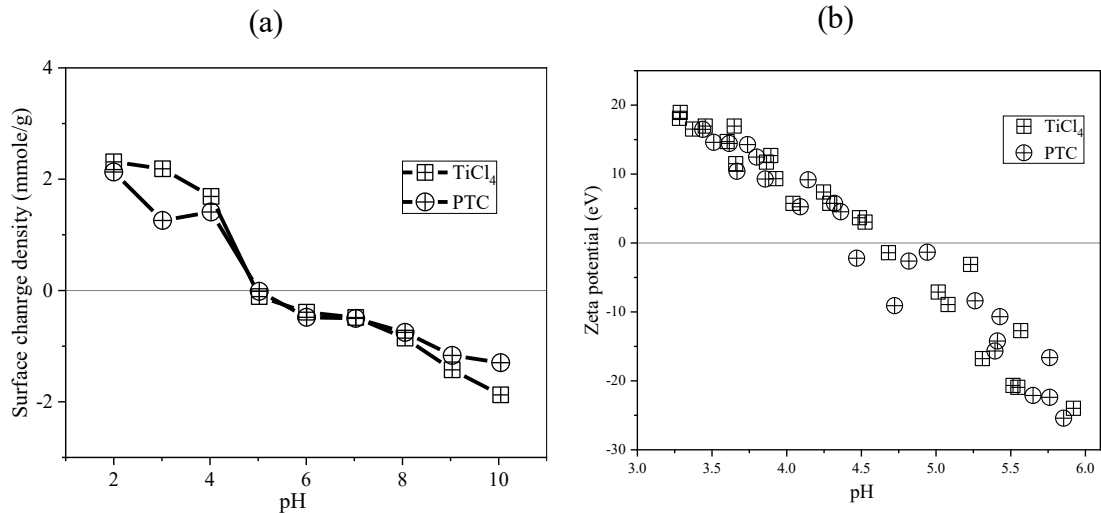 (a)
4
2
0
-2
2
4
6
8
10
Surface chanrge density (mmole/g)
pH
TiCl4
PTC
(b)
20
10
0
-10
-20
-30
3.0
3.5
4.0
4.5
5.0
5.5
6.0
Zeta potential (eV)
pH
TiCl4
PTC